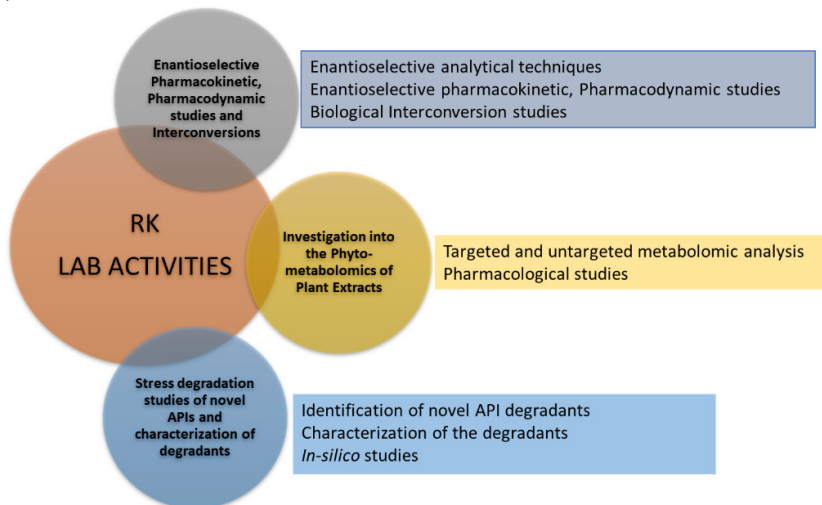 Enantioselective
Pharmacokinetic,
Pharmacodynamic
studies and
Interconversions
Enantioselective analytical techniques
Enantioselective pharmacokinetic, Pharmacodynamic studies
Biological Interconversion studies
RK
LAB ACTIVITIES
Investigation into
the Phyto-
metabolomics of
Plant Extracts
Targeted and untargeted metabolomic analysis
Pharmacological studies
Stress degradation
studies of novel
APIs and
characterization of
degradants
Identification of novel API degradants
Characterization of the degradants
In-silico studies